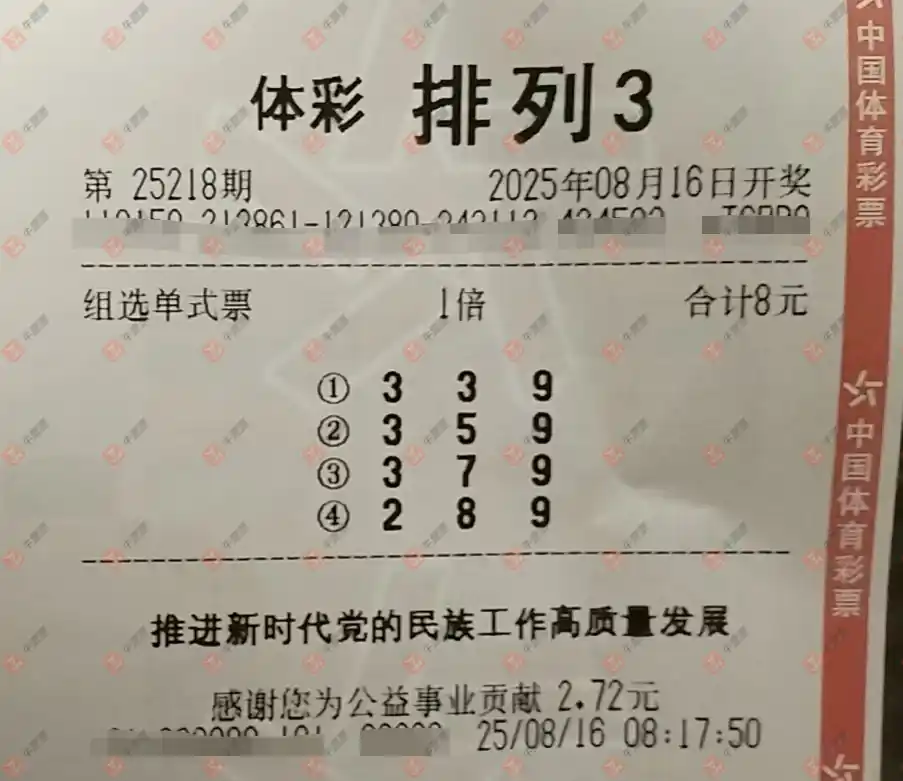 体彩 排列3
第 25218期 2025年08月16日开奖
组选单式票 1倍 合计8元
① 3 3 9
② 3 5 9
③ 3 7 9
④ 2 8 9
推进新时代党的民族工作高质量发展
感谢您为公益事业贡献 2.72元
25/08/16 08:17:50
中国体育彩票
中国体育彩票